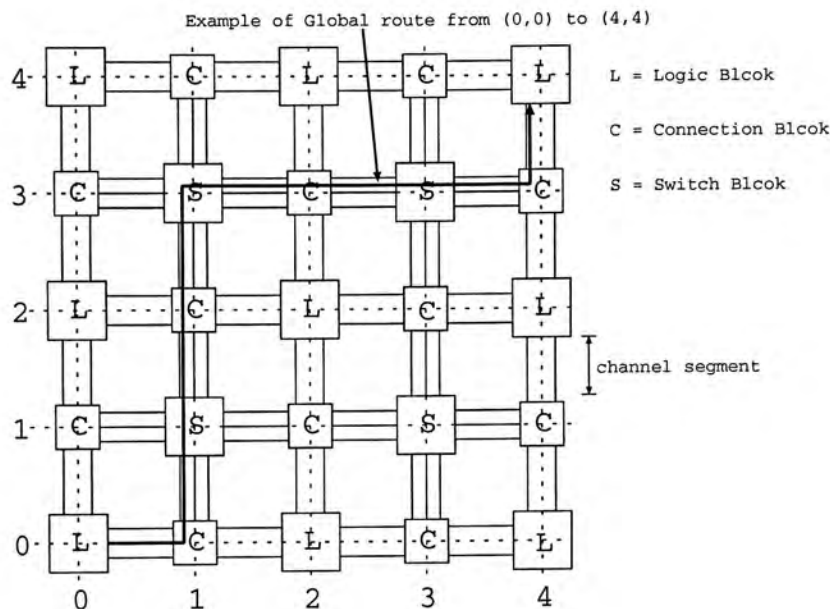 Example of Global route from (0,0) to (4,4)
4 L C L C L
L = Logic Blcok
C = Connection Blcok
3 C S C S C
S = Switch Blcok
2 L C L C L
channel segment
1 C S C S C
0 L C L C L
0 1 2 3 4